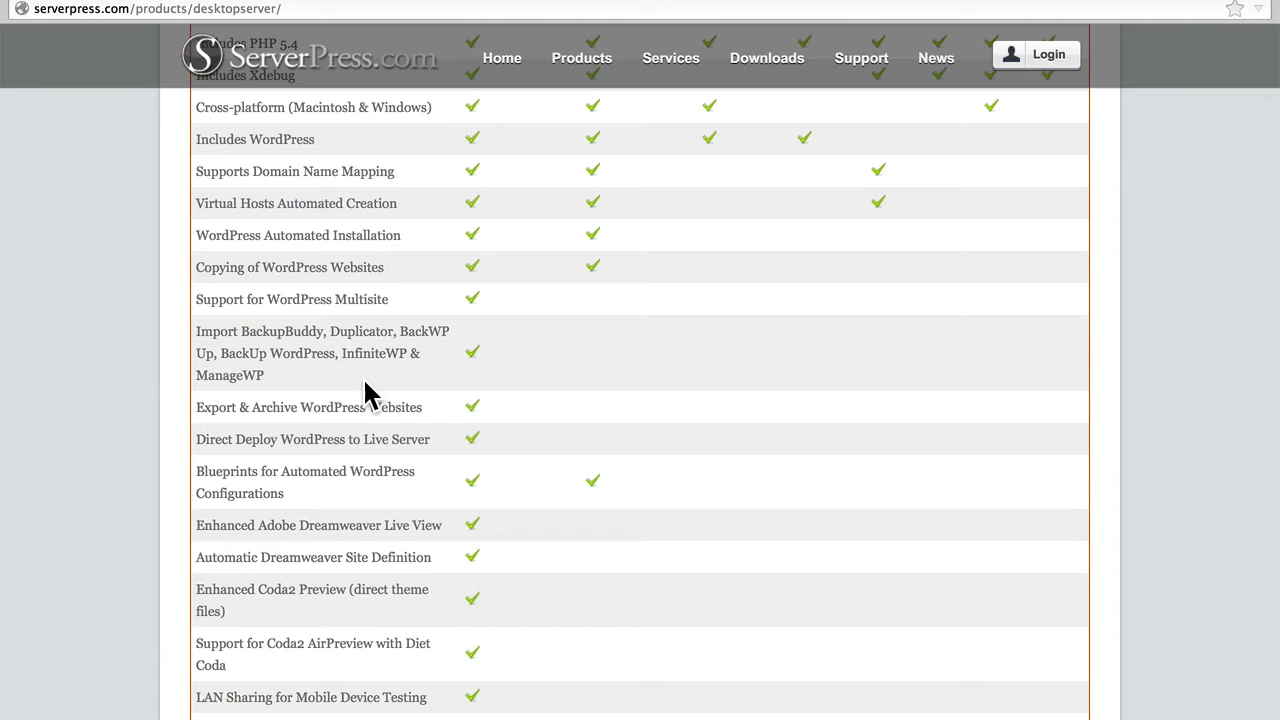 serverpress.com/products/desktopserver/
Includes PHP 5.4
S ServerPress.com
Home Products Services Downloads Support News Login
Includes Xdebug
Cross-platform (Macintosh & Windows)
Includes WordPress
Supports Domain Name Mapping
Virtual Hosts Automated Creation
WordPress Automated Installation
Copying of WordPress Websites
Support for WordPress Multisite
Import BackupBuddy, Duplicator, BackWP
Up, BackUp WordPress, InfiniteWP &
ManageWP
Export & Archive WordPress Websites
Direct Deploy WordPress to Live Server
Blueprints for Automated WordPress
Configurations
Enhanced Adobe Dreamweaver Live View
Automatic Dreamweaver Site Definition
Enhanced Coda2 Preview (direct theme
files)
Support for Coda2 AirPreview with Diet
Coda
LAN Sharing for Mobile Device Testing